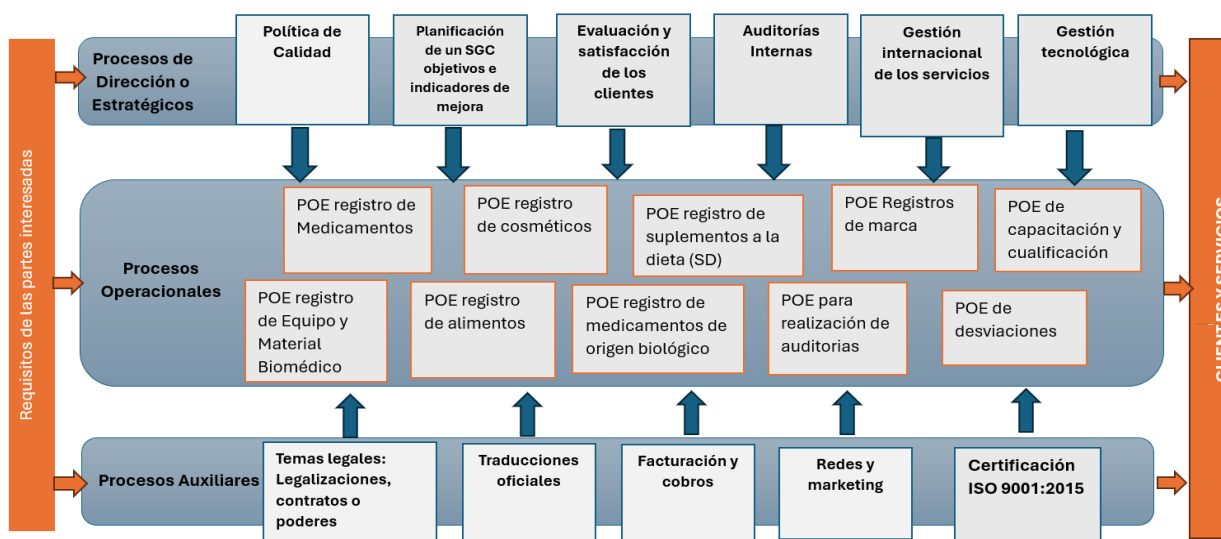 Requisitos de las partes interesadas
Procesos de
Dirección o
Estratégicos
Política de
Calidad
Planificación
de un SGC
objetivos e
indicadores de
mejora
Evaluación y
satisfacción
de los
clientes
Auditorías
Internas
Gestión
internacional
de los servicios
Gestión
tecnológica
Procesos
Operacionales
POE registro de
Medicamentos
POE registro
de cosméticos
POE registro de
suplementos a la
dieta (SD)
POE Registros
de marca
POE de
capacitación y
cualificación
POE registro
de Equipo y
Material
Biomédico
POE registro
de alimentos
POE registro de
medicamentos de
origen biológico
POE para
realización de
auditorias
POE de
desviaciones
Procesos Auxiliares
Temas legales:
Legalizaciones,
contratos o
poderes
Traducciones
oficiales
Facturación y
cobros
Redes y
marketing
Certificación
ISO 9001:2015
CLIENTES Y SERVICIOS